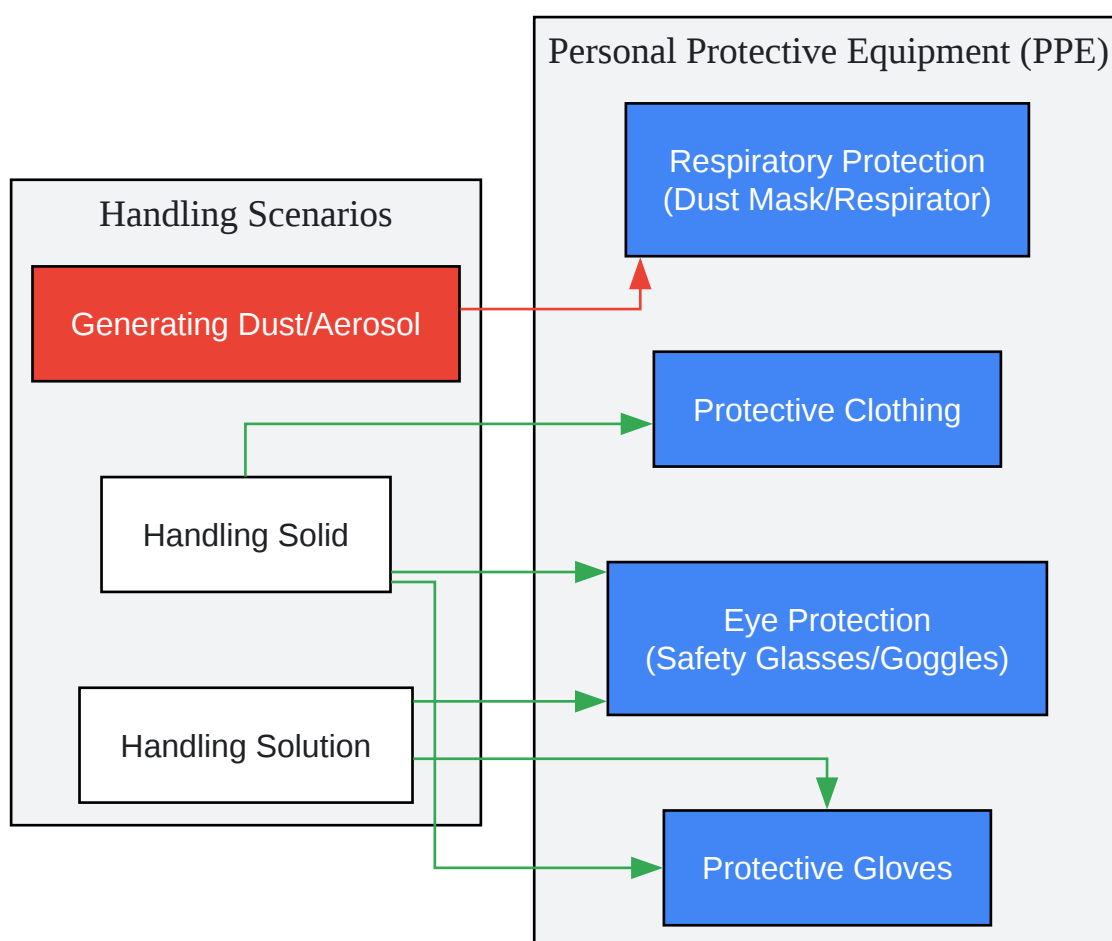 Handling Scenarios
Generating Dust/Aerosol
Handling Solid
Handling Solution
Personal Protective Equipment (PPE)
Respiratory Protection
(Dust Mask/Respirator)
Protective Clothing
Eye Protection
(Safety Glasses/Goggles)
Protective Gloves